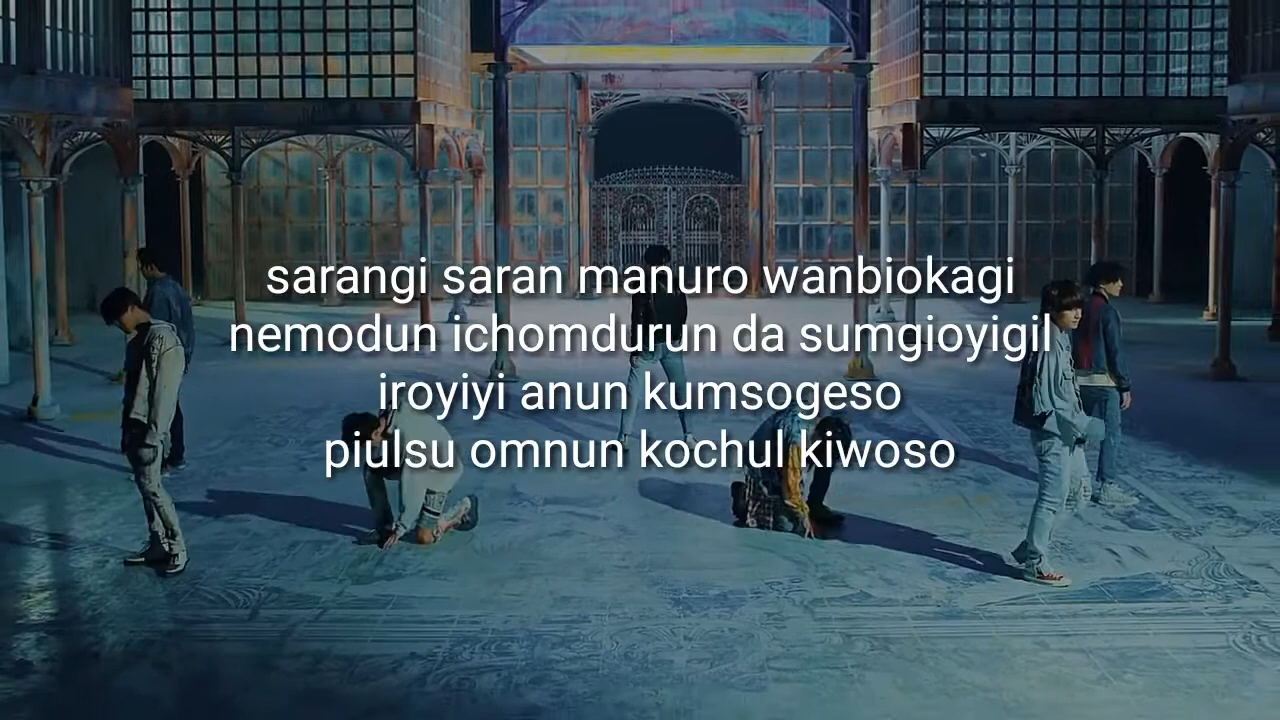 sarangi saran manuro wanbiokagi
nemodun ichomdurun da sumgioyigil
iroyiyi anun kumsogeso
piulsu omnun kochul kiwoso